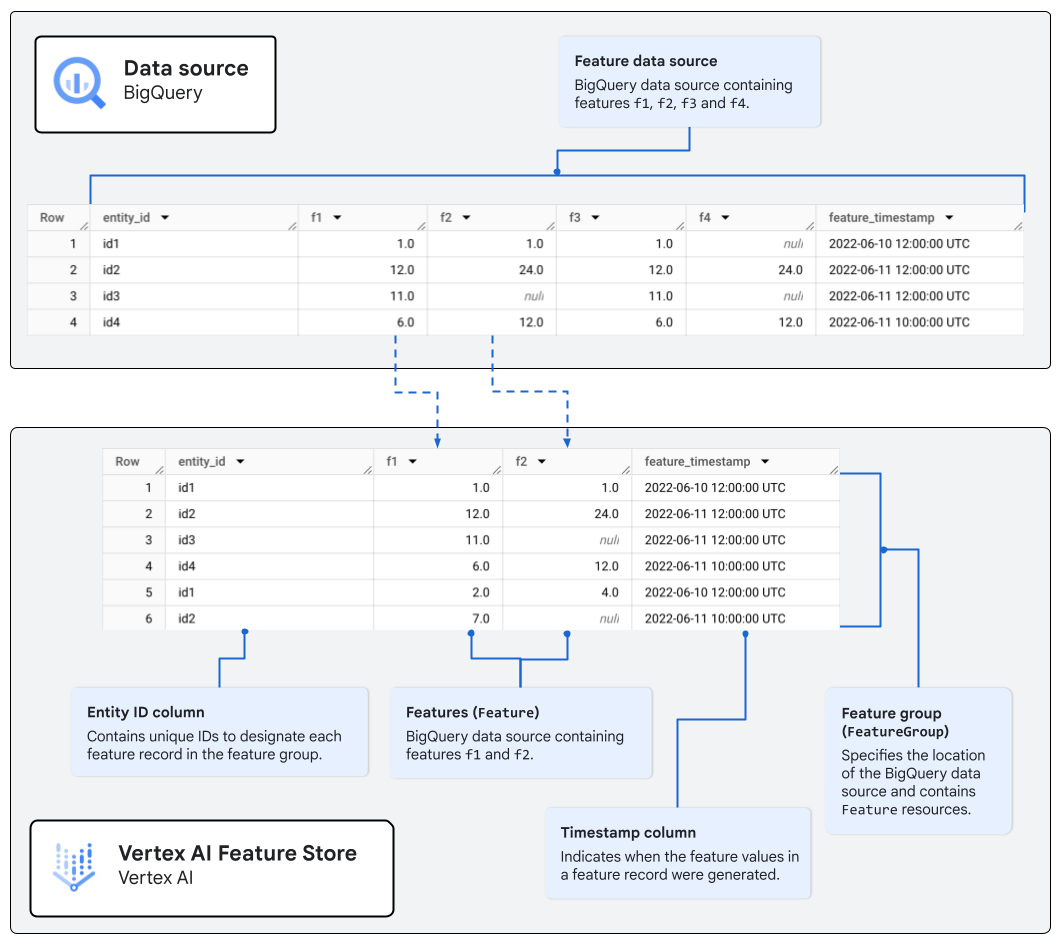 Data source
BigQuery
Feature data source
BigQuery data source containing
features f1, f2, f3 and f4.
Row entity_id f1 f2 f3 f4 feature_timestamp
1 id1 1.0 1.0 1.0 null 2022-06-10 12:00:00 UTC
2 id2 12.0 24.0 12.0 24.0 2022-06-11 12:00:00 UTC
3 id3 11.0 null 11.0 null 2022-06-11 12:00:00 UTC
4 id4 6.0 12.0 6.0 12.0 2022-06-11 10:00:00 UTC
Row entity_id f1 f2 feature_timestamp
1 id1 1.0 1.0 2022-06-10 12:00:00 UTC
2 id2 12.0 24.0 2022-06-11 12:00:00 UTC
3 id3 11.0 null 2022-06-11 12:00:00 UTC
4 id4 6.0 12.0 2022-06-11 10:00:00 UTC
5 id1 2.0 4.0 2022-06-10 12:00:00 UTC
6 id2 7.0 null 2022-06-11 10:00:00 UTC
Entity ID column
Contains unique IDs to designate each
feature record in the feature group.
Features (Feature)
BigQuery data source containing
features f1 and f2.
Feature group
(FeatureGroup)
Specifies the location
of the BigQuery data
source and contains
Feature resources.
Timestamp column
Indicates when the feature values in
a feature record were generated.
Vertex AI Feature Store
Vertex AI